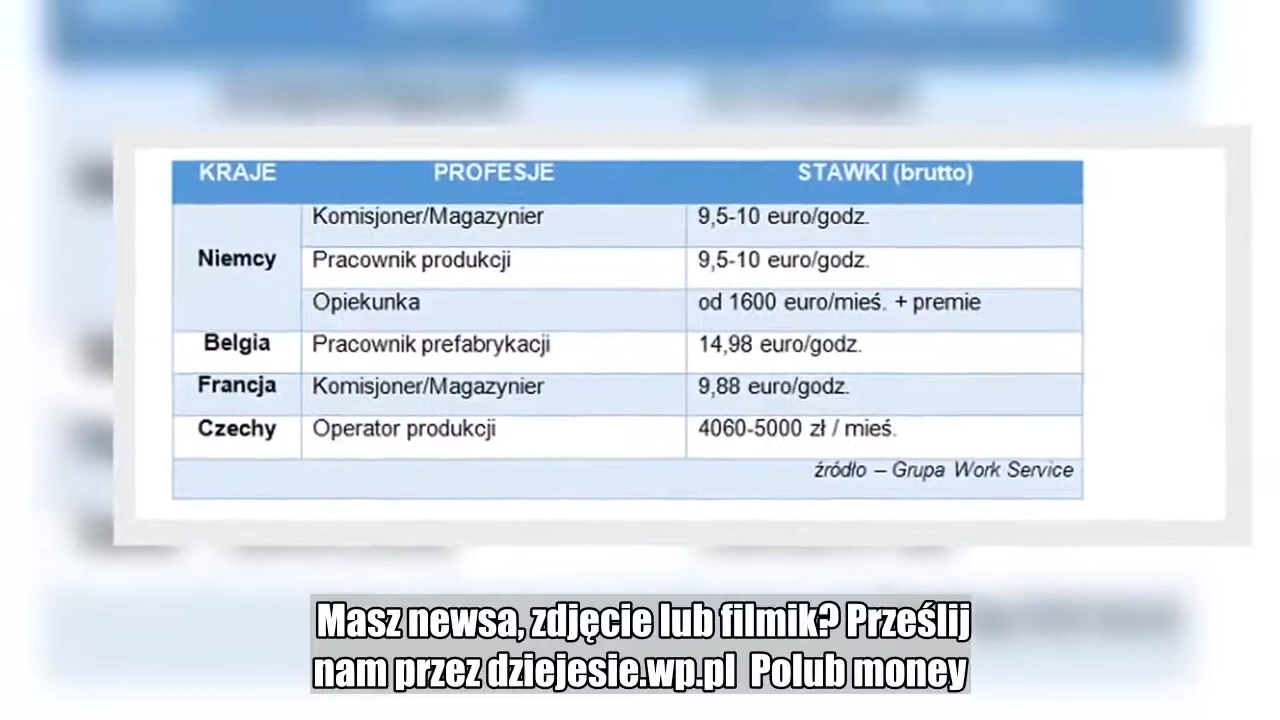 KRAJE PROFESJE STAWKI (brutto)
Niemcy Komisjoner/Magazynier 9,5-10 euro/godz.
Pracownik produkcji 9,5-10 euro/godz.
Opiekunka od 1600 euro/mieś. + premie
Belgia Pracownik prefabrykacji 14,98 euro/godz.
Francja Komisjoner/Magazynier 9,88 euro/godz.
Czechy Operator produkcji 4060-5000 zł / mieś.
źródło – Grupa Work Service
Masz newsa, zdjęcie lub filmik? Prześlij
nam przez dziejesie.wp.pl Polub money